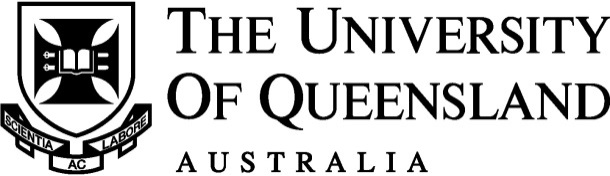 THE UNIVERSITY
OF QUEENSLAND
AUSTRALIA
SCIENTIA AC LABORE